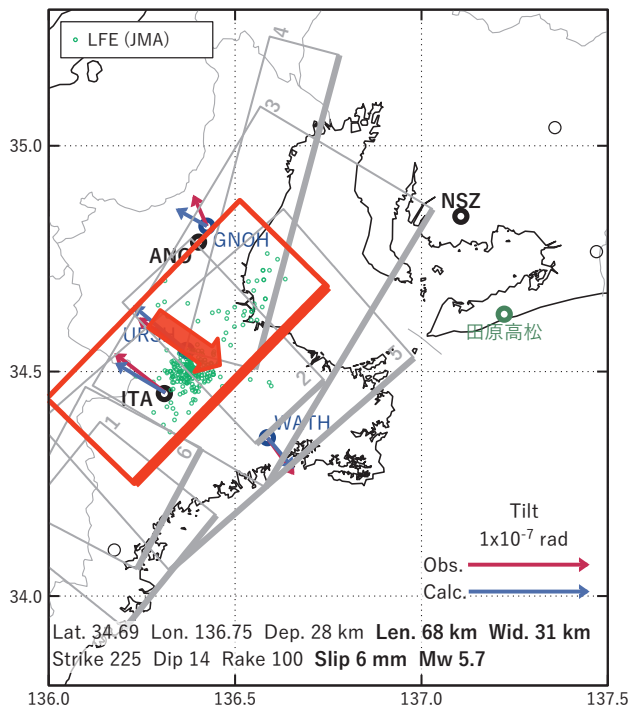 LFE (JMA)
4
3
35.0
NSZ
GNOH
ANO
田原高松
URS
5
34.5
2
ITA
WATH
1
6
Tilt
1x10-7 rad
Obs.
Calc.
34.0
Lat. 34.69 Lon. 136.75 Dep. 28 km Len. 68 km Wid. 31 km
Strike 225 Dip 14 Rake 100 Slip 6 mm Mw 5.7
136.0 136.5 137.0 137.5